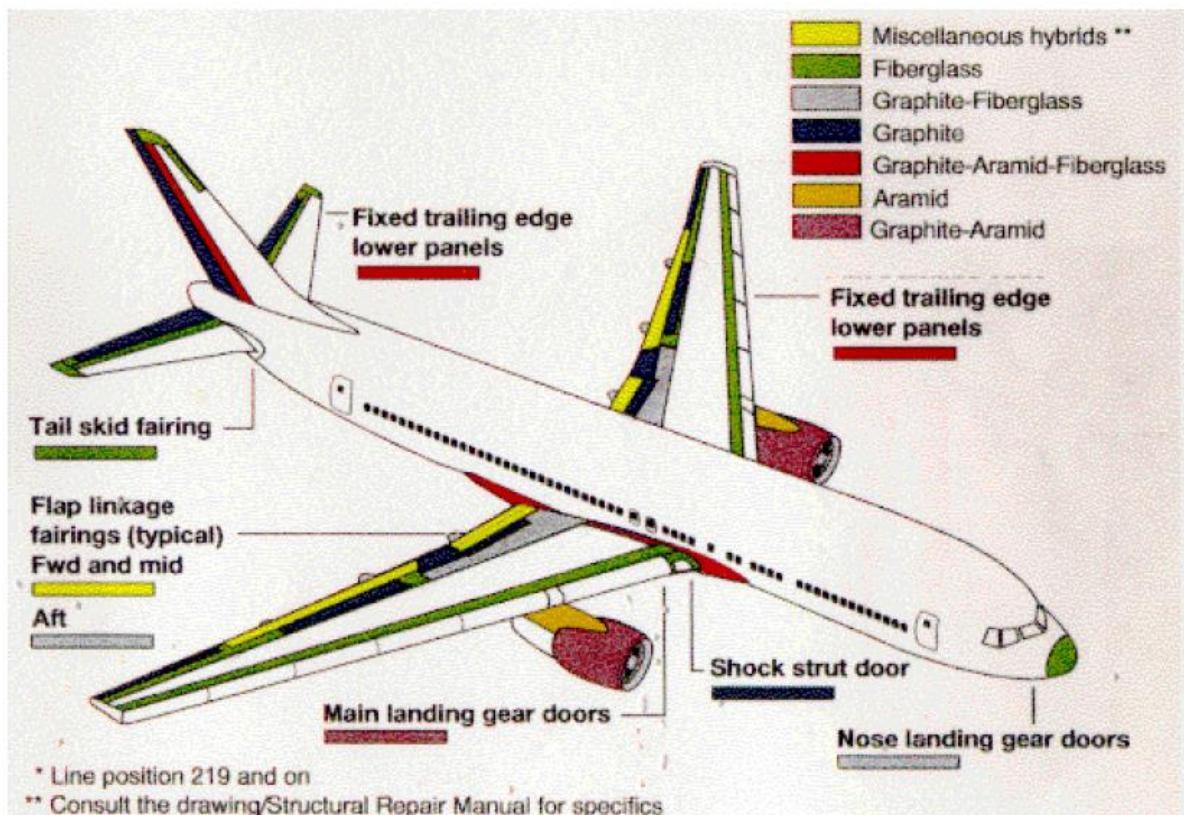 Miscellaneous hybrids **
Fiberglass
Graphite-Fiberglass
Graphite
Graphite-Aramid-Fiberglass
Aramid
Graphite-Aramid
Fixed trailing edge
lower panels
Fixed trailing edge
lower panels
Tail skid fairing
Flap linkage
fairings (typical)
Fwd and mid
Aft
Shock strut door
Main landing gear doors
Nose landing gear doors
* Line position 219 and on
** Consult the drawing/Structural Repair Manual for specifics